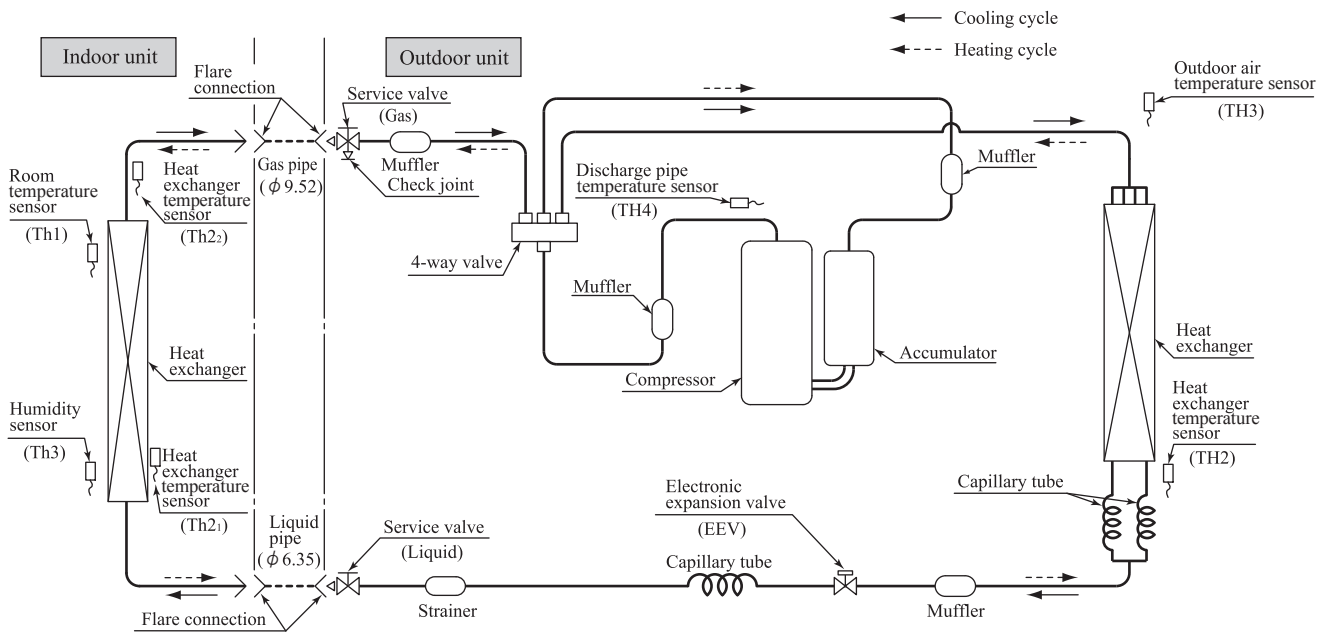 Cooling cycle
Heating cycle
Indoor unit
Outdoor unit
Flare
connection
Service valve
(Gas)
Outdoor air
temperature sensor
(TH3)
Room
temperature
sensor
(Th1)
Heat
exchanger
temperature
sensor
(Th22)
Gas pipe
(ϕ9.52)
Muffler
Check joint
Discharge pipe
temperature sensor
(TH4)
Muffler
4-way valve
Muffler
Heat
exchanger
Compressor
Accumulator
Heat
exchanger
Humidity
sensor
(Th3)
Heat
exchanger
temperature
sensor
(Th21)
Heat
exchanger
temperature
sensor
(TH2)
Capillary tube
Liquid
pipe
(ϕ6.35)
Service valve
(Liquid)
Electronic
expansion valve
(EEV)
Capillary tube
Strainer
Muffler
Flare connection